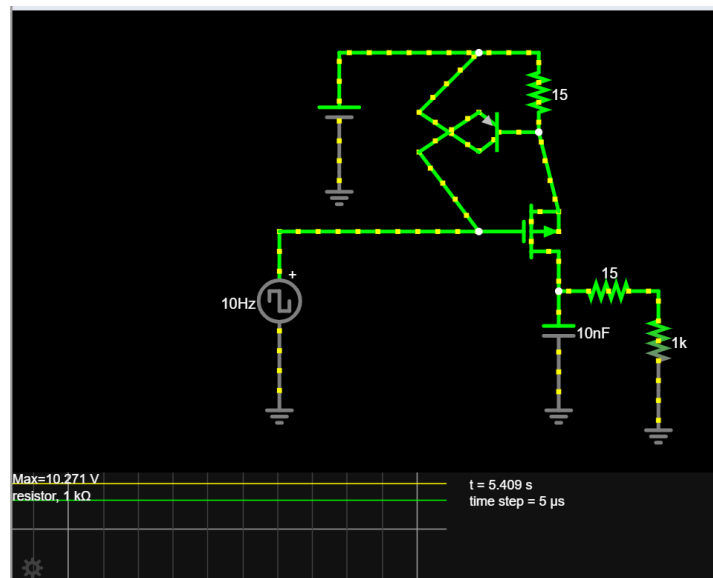 15
+
10Hz
15
10nF
1k
Max=10.271 V
resistor, 1 kΩ
t = 5.409 s
time step = 5 µs